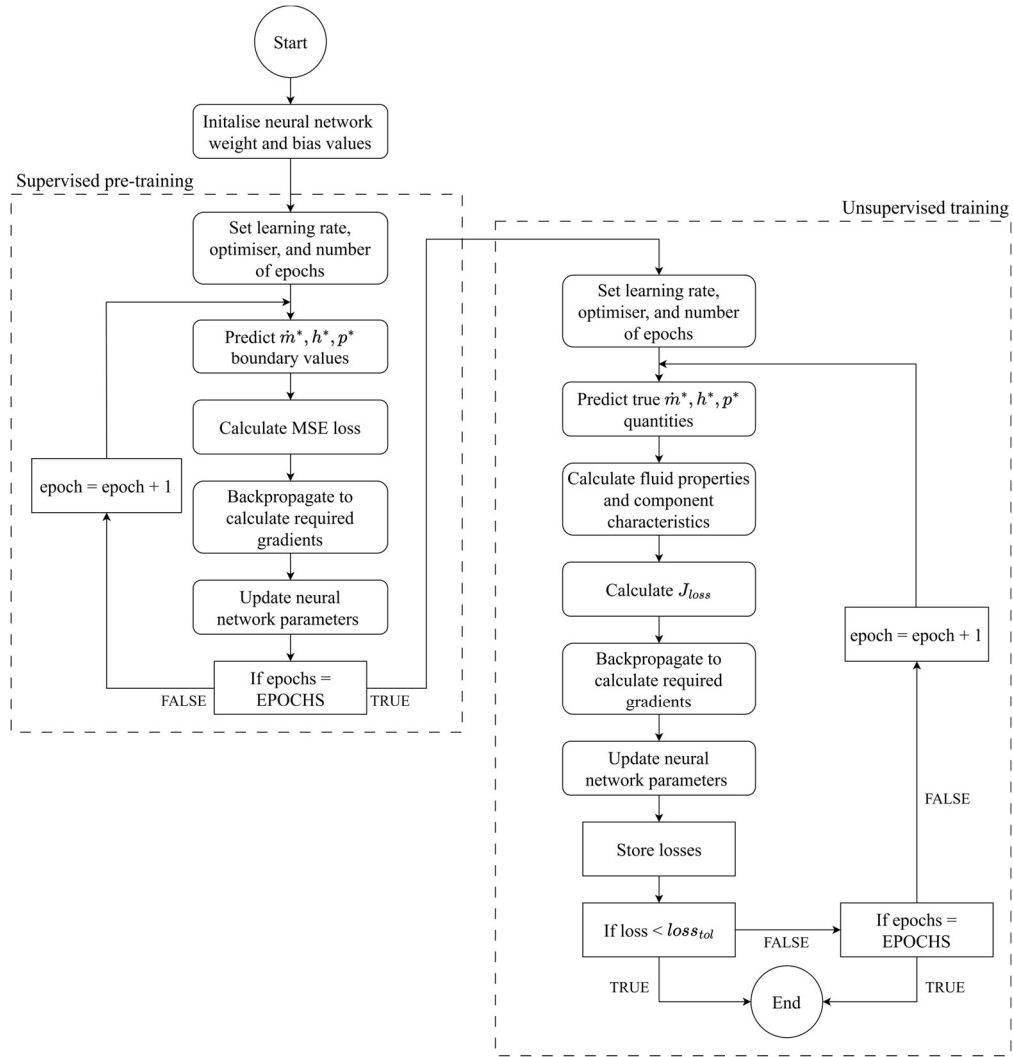 Start
Initalise neural network
weight and bias values
Supervised pre-training
Set learning rate,
optimiser, and number
of epochs
Predict ṁ*, h*, p*
boundary values
Calculate MSE loss
epoch = epoch + 1
Backpropagate to
calculate required
gradients
Update neural
network parameters
If epochs =
EPOCHS
FALSE
TRUE
Unsupervised training
Set learning rate,
optimiser, and number
of epochs
Predict true ṁ*, h*, p*
quantities
Calculate fluid properties
and component
characteristics
Calculate J_loss
epoch = epoch + 1
Backpropagate to
calculate required
gradients
Update neural
network parameters
FALSE
Store losses
If loss < loss_tol
FALSE
If epochs =
EPOCHS
TRUE
End
TRUE